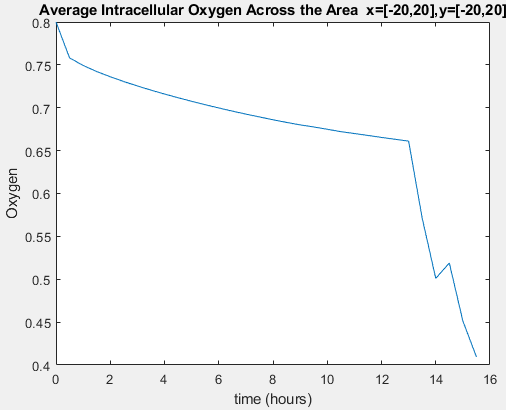 Average Intracellular Oxygen Across the Area x=[-20,20],y=[-20,20]
0.8
0.75
0.7
0.65
0.6
0.55
0.5
0.45
0.4
Oxygen
0 2 4 6 8 10 12 14 16
time (hours)